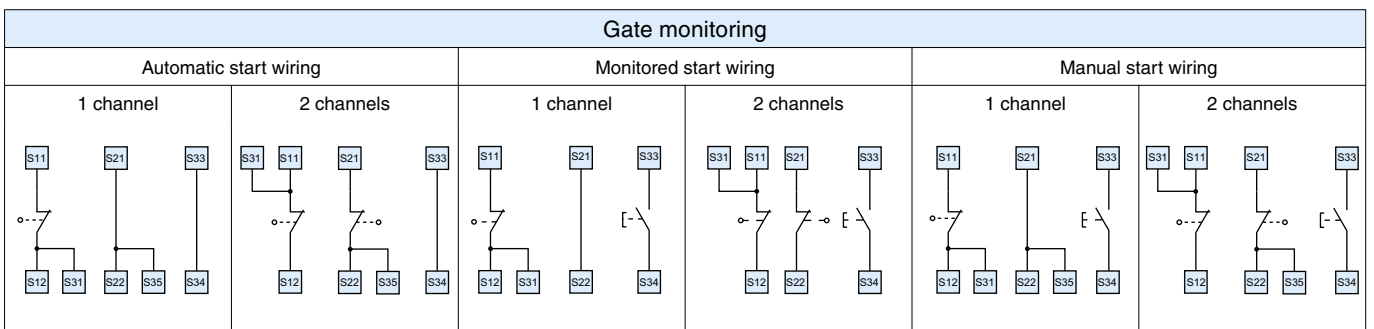 Gate monitoring
Automatic start wiring Monitored start wiring Manual start wiring
1 channel 2 channels 1 channel 2 channels 1 channel 2 channels
S11 S21 S33 S31 S11 S21 S33 S11 S21 S33 S31 S11 S21 S33 S11 S21 S33 S31 S11 S21 S33
S12 S31 S22 S35 S34 S12 S22 S35 S34 S12 S31 S22 S34 S12 S22 S34 S12 S31 S22 S35 S34 S12 S22 S35 S34